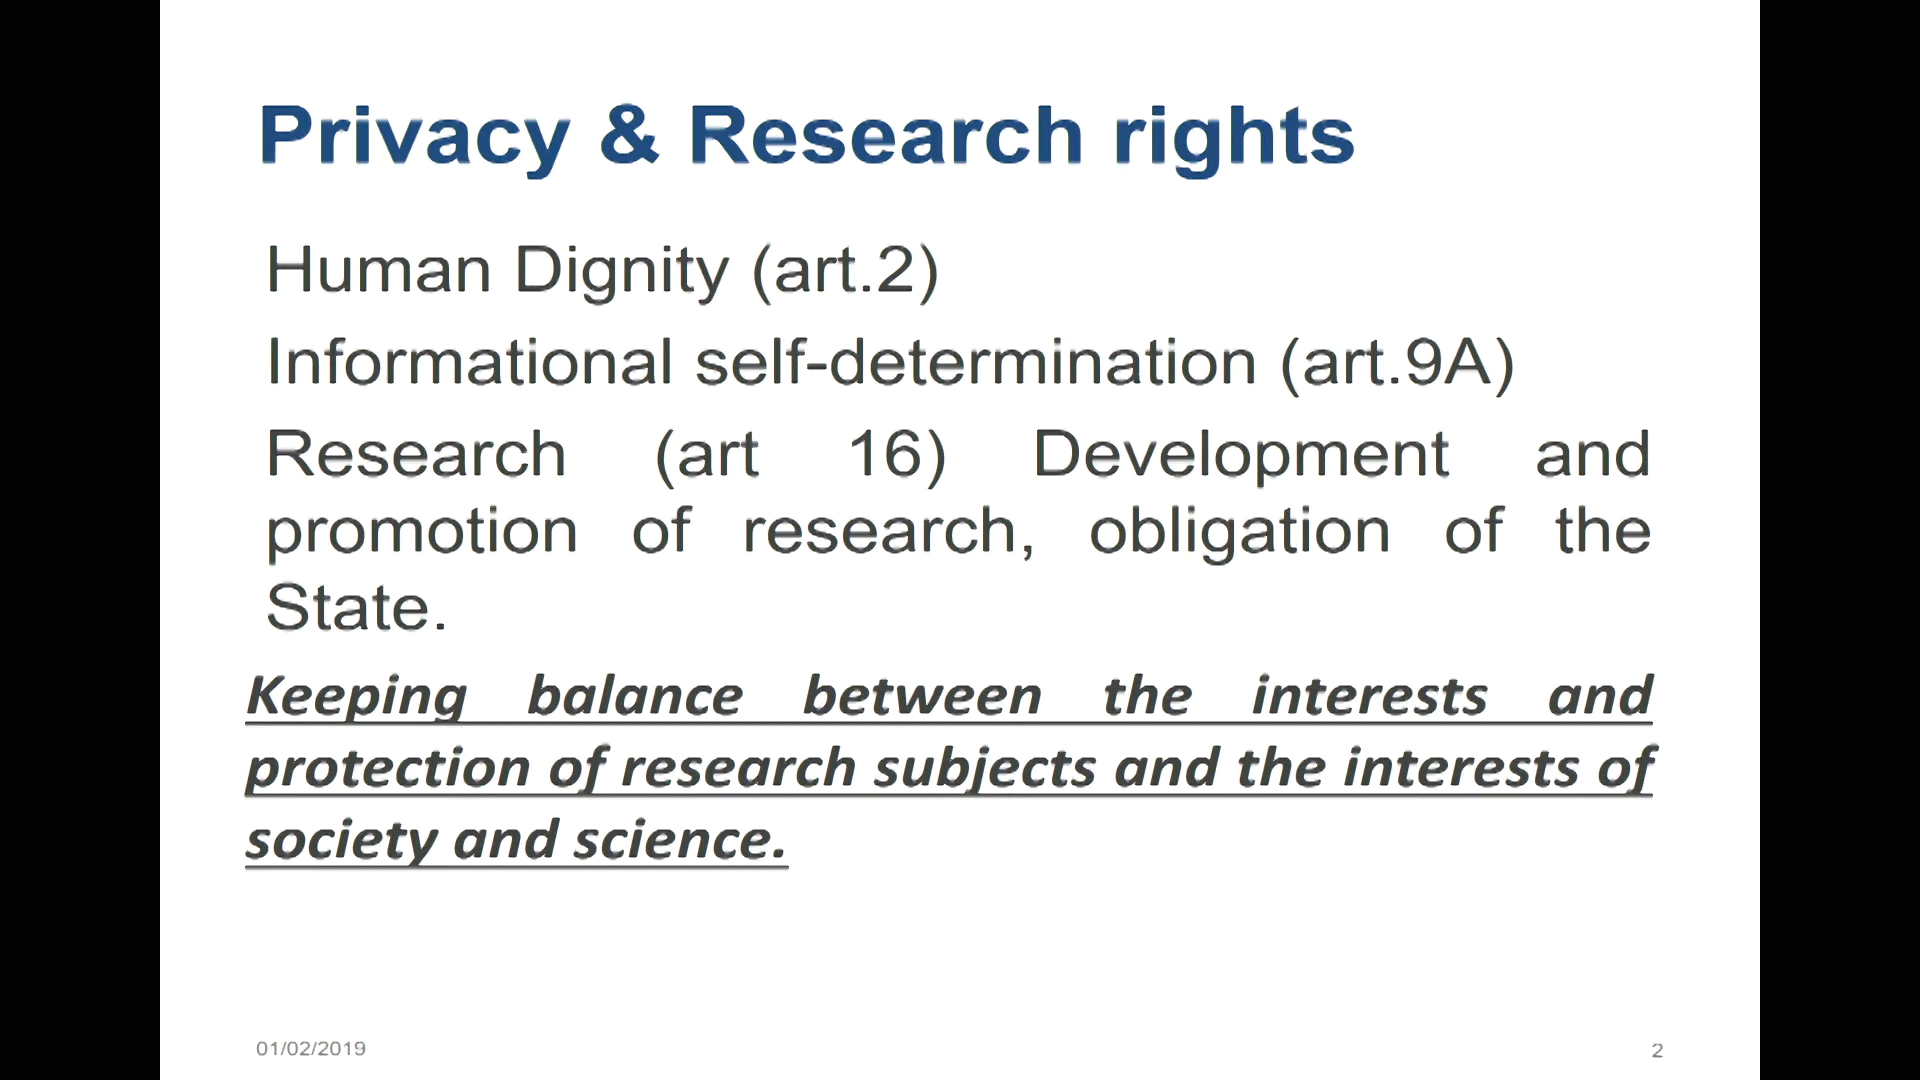 Privacy & Research rights
Human Dignity (art.2)
Informational self-determination (art.9A)
Research (art 16) Development and
promotion of research, obligation of the
State.
Keeping balance between the interests and
protection of research subjects and the interests of
society and science.
01/02/2019
2